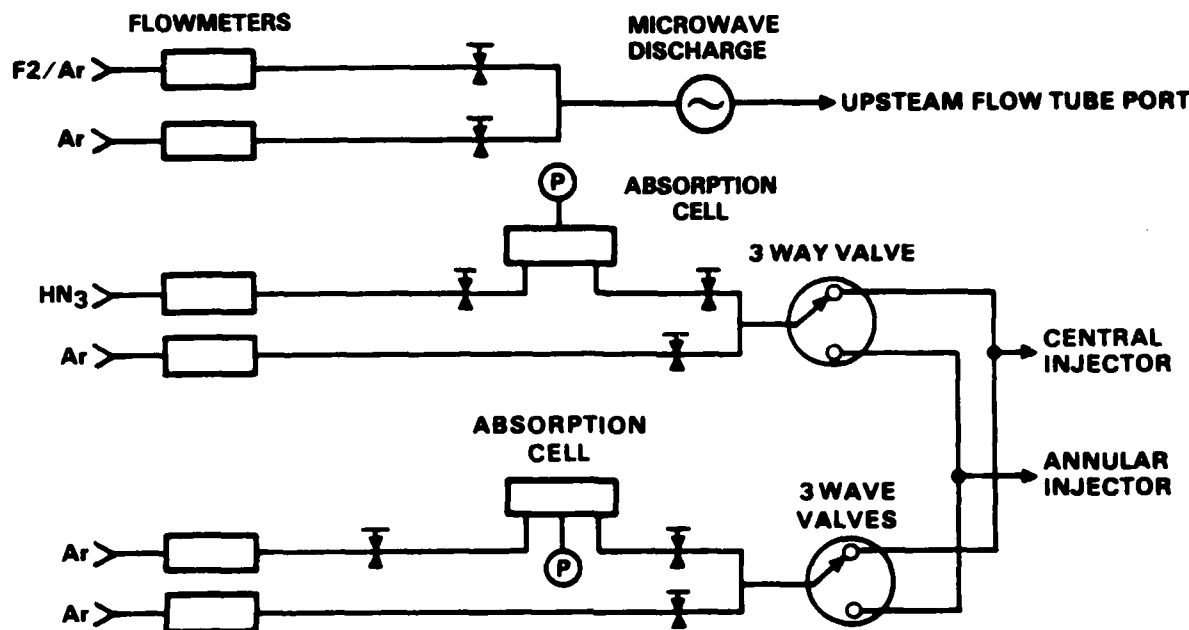 FLOWMETERS
MICROWAVE
DISCHARGE
F2/Ar
UPSTEAM FLOW TUBE PORT
Ar
P
ABSORPTION
CELL
3 WAY VALVE
HN3
Ar
CENTRAL
INJECTOR
ABSORPTION
CELL
ANNULAR
INJECTOR
3 WAVE
VALVES
Ar
P
Ar